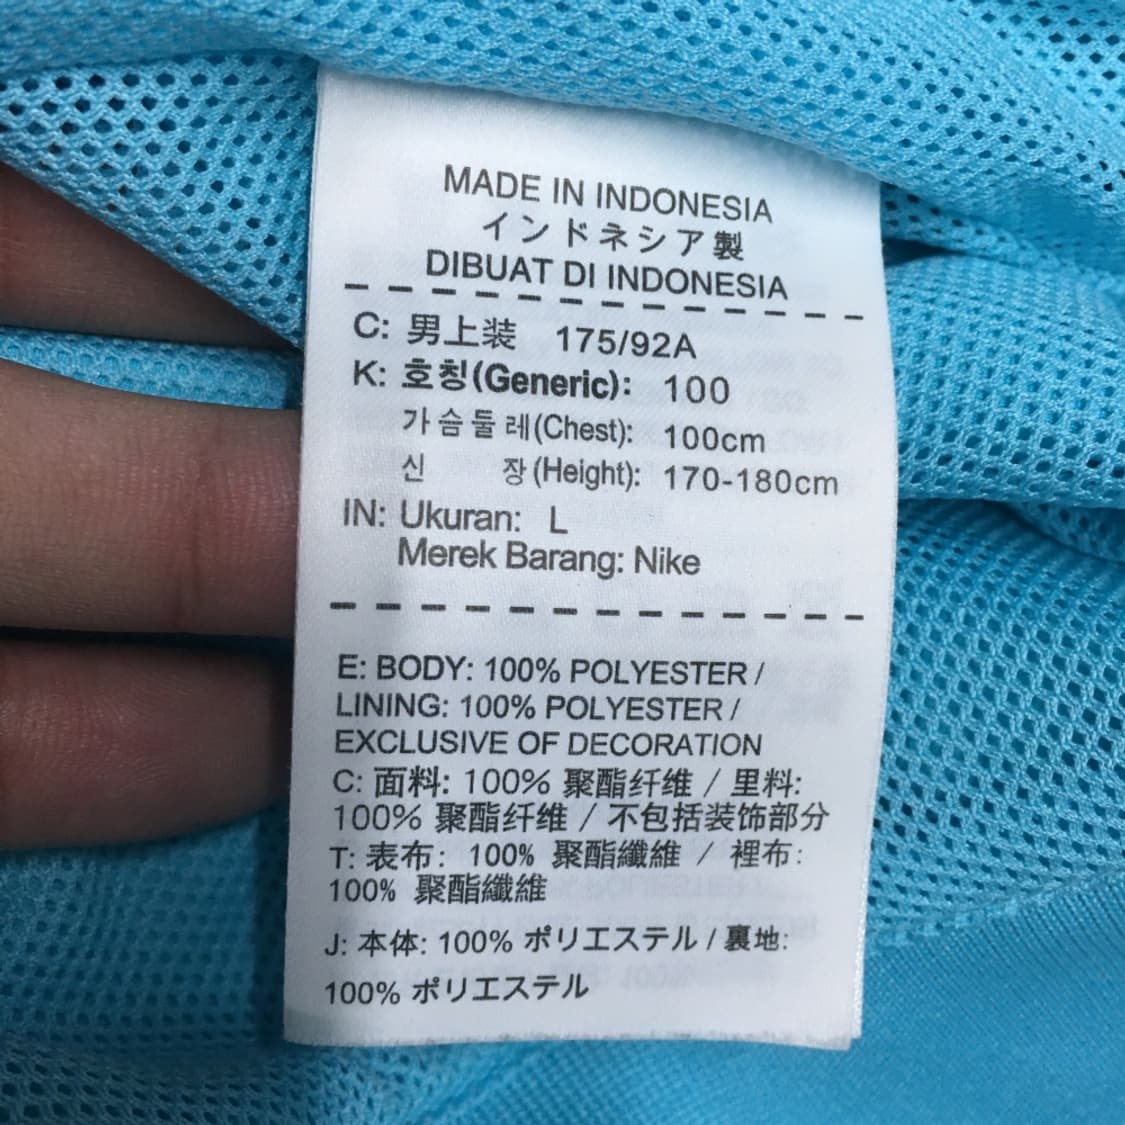 MADE IN INDONESIA
インドネシア製
DIBUAT DI INDONESIA
C: 男上装 175/92A
K: 호칭(Generic): 100
가슴둘레(Chest): 100cm
신 장(Height): 170-180cm
IN: Ukuran: L
Merek Barang: Nike
E: BODY: 100% POLYESTER /
LINING: 100% POLYESTER /
EXCLUSIVE OF DECORATION
C: 面料: 100% 聚酯纤维 / 里料:
100% 聚酯纤维 / 不包括装饰部分
T: 表布: 100% 聚酯纖維 / 裡布:
100% 聚酯纖維
J: 本体: 100% ポリエステル / 裏地:
100% ポリエステル